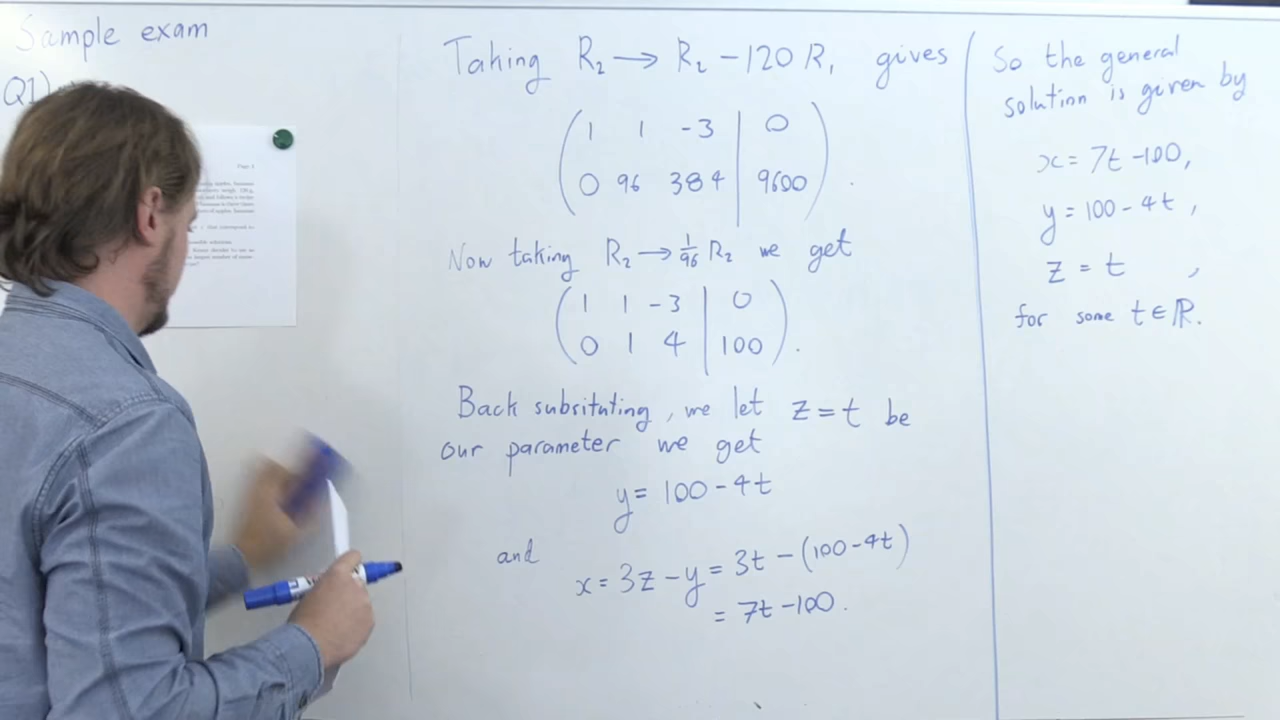 Sample exam
Q1)
Taking R₂ → R₂ - 120 R₁ gives
( 1 1 -3 | 0 )
( 0 96 384 | 9600 ) .
Now taking R₂ → 1/96 R₂ we get
( 1 1 -3 | 0 )
( 0 1 4 | 100 ) .
Back subsituting, we let z = t be
our parameter we get
y = 100 - 4t
and
x = 3z - y = 3t - (100 - 4t)
= 7t - 100.
So the general
solution is given by
x = 7t - 100,
y = 100 - 4t,
z = t ,
for some t ∈ ℝ.